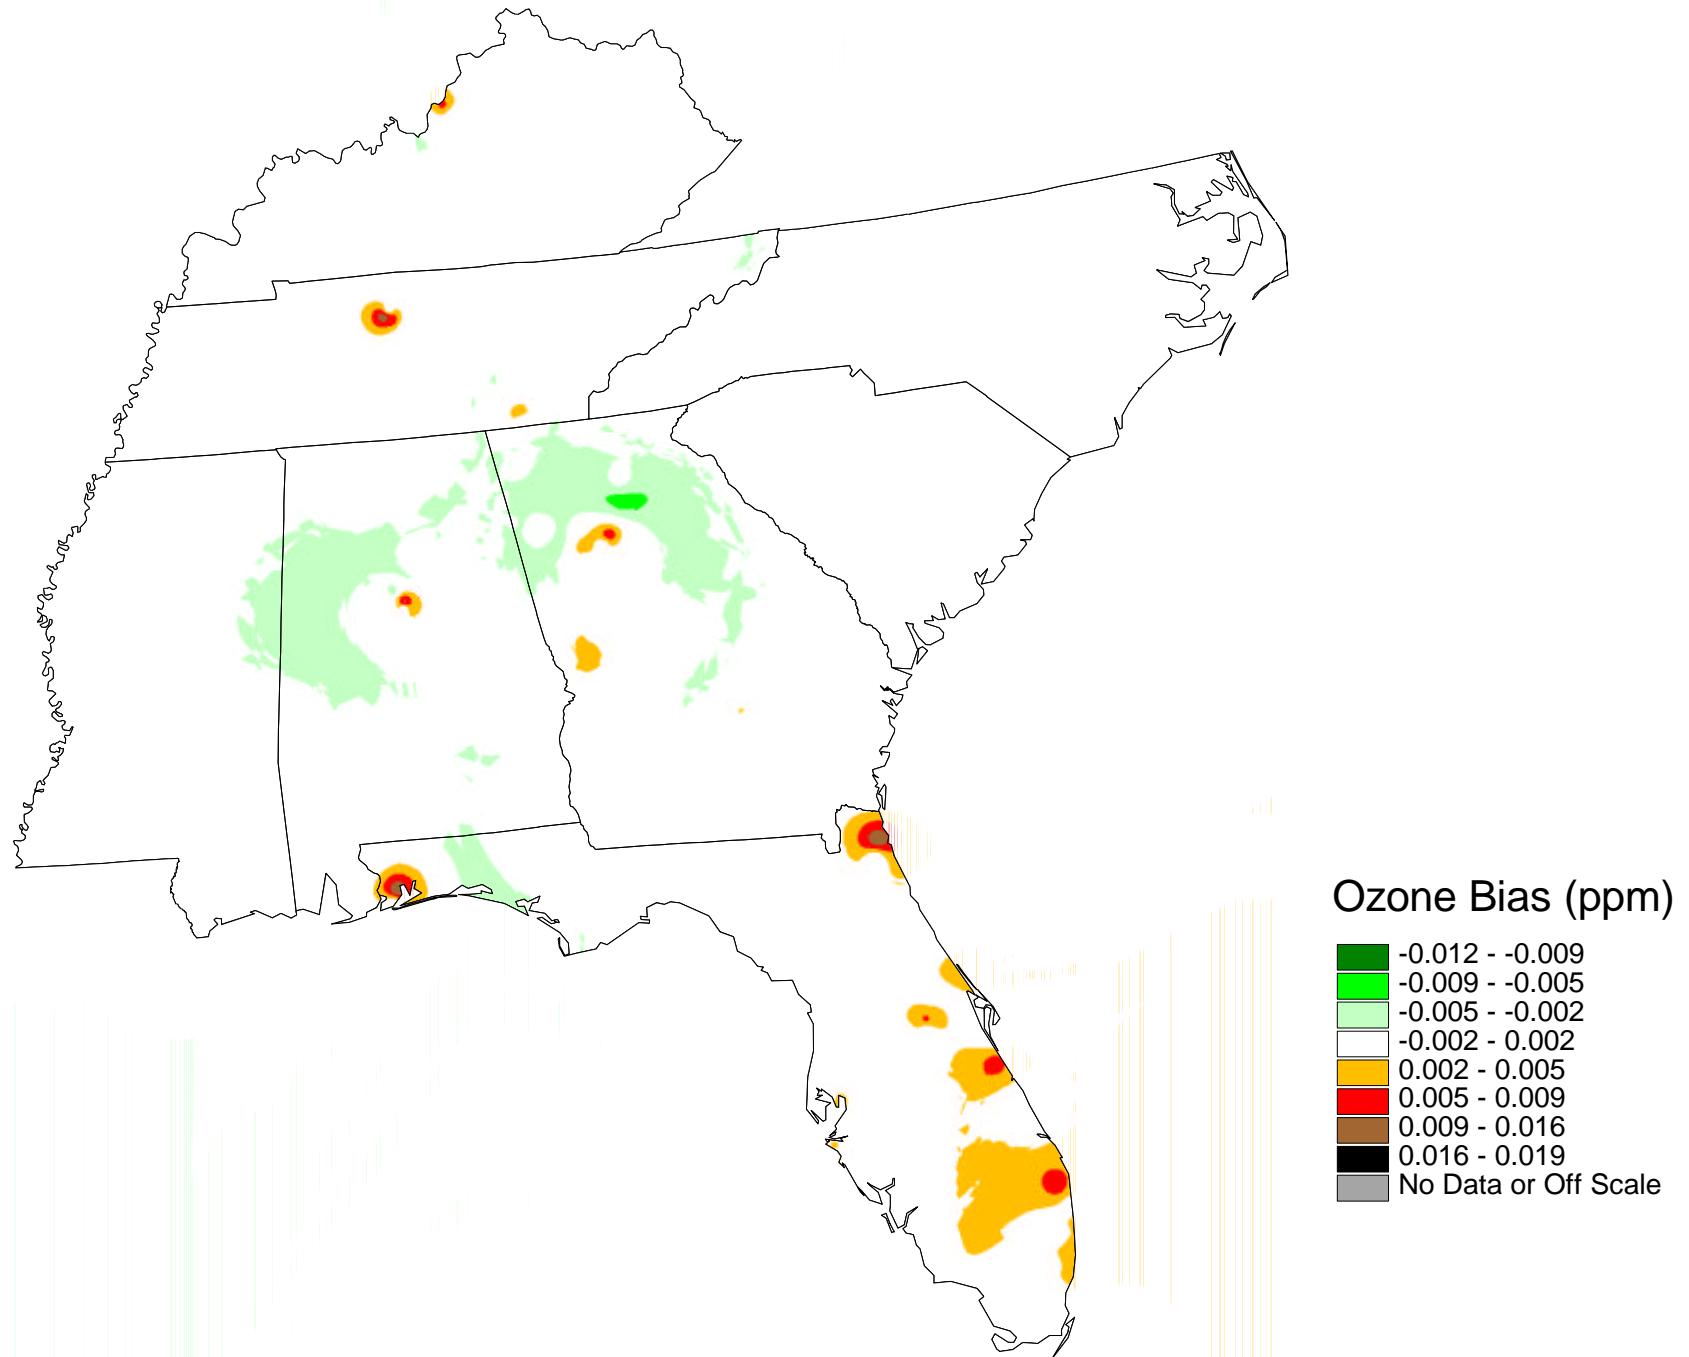 Ozone Bias (ppm)
-0.012 - -0.009
-0.009 - -0.005
-0.005 - -0.002
-0.002 - 0.002
0.002 - 0.005
0.005 - 0.009
0.009 - 0.016
0.016 - 0.019
No Data or Off Scale